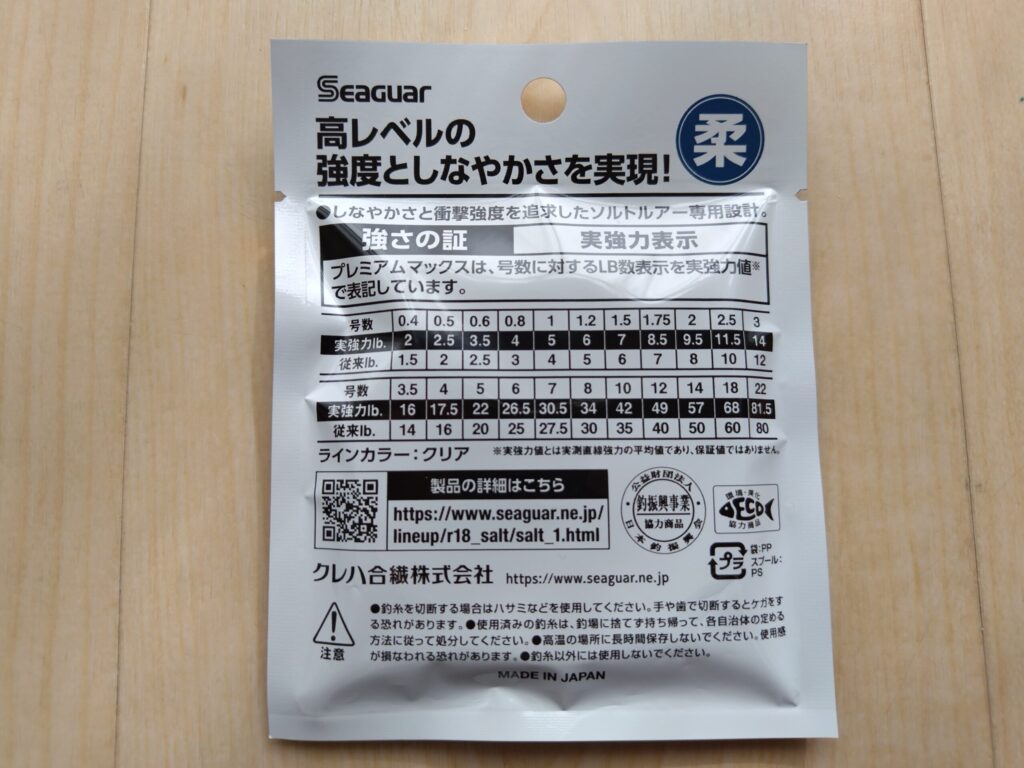 Seaguar
高レベルの
強度としなやかさを実現!
柔
●しなやかさと衝撃強度を追求したソルトルアー専用設計。
強さの証 実強力表示
プレミアムマックスは、号数に対するLB数表示を実強力値※
で表記しています。
号数 0.4 0.5 0.6 0.8 1 1.2 1.5 1.75 2 2.5 3
実強力lb. 2 2.5 3.5 4 5 6 7 8.5 9.5 11.5 14
従来lb. 1.5 2 2.5 3 4 5 6 7 8 10 12
号数 3.5 4 5 6 7 8 10 12 14 18 22
実強力lb. 16 17.5 22 26.5 30.5 34 42 49 57 68 81.5
従来lb. 14 16 20 25 27.5 30 35 40 50 60 80
ラインカラー:クリア ※実強力値とは実測直線強力の平均値であり、保証値ではありません。
製品の詳細はこちら
https://www.seaguar.ne.jp/
lineup/r18_salt/salt_1.html
公益財団法人
釣振興事業
協力商品
日本釣振興会
環境・美化
ECO
協力商品
プラ
袋:PP
スプール:
PS
クレハ合繊株式会社 https://www.seaguar.ne.jp
注意
●釣糸を切断する場合はハサミなどを使用してください。手や歯で切断するとケガをす
る恐れがあります。●使用済みの釣糸は、釣場に捨てず持ち帰って、各自治体の定める
方法に従って処分してください。●高温の場所に長時間保存しないでください。使用感
が損なわれる恐れがあります。●釣糸以外には使用しないでください。
MADE IN JAPAN